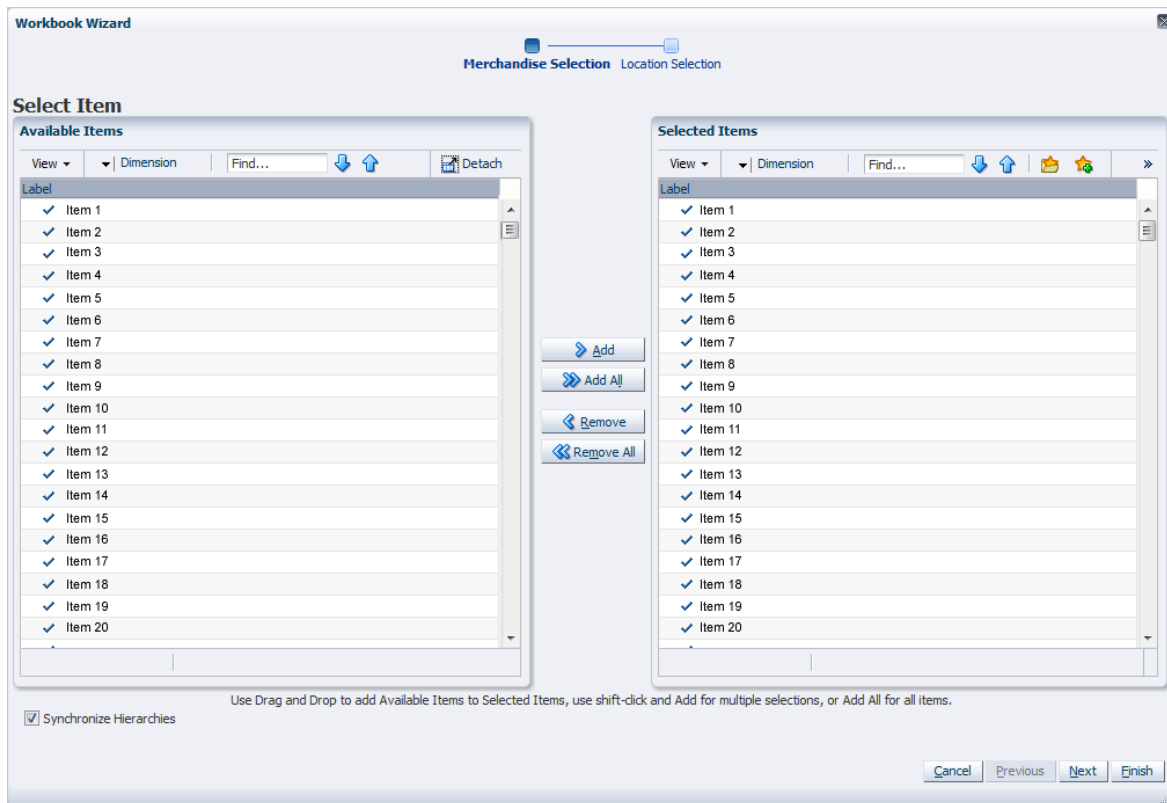 Workbook Wizard
Merchandise Selection Location Selection
Select Item
Available Items
View Dimension Find... Detach
Label
Item 1
Item 2
Item 3
Item 4
Item 5
Item 6
Item 7
Item 8
Item 9
Item 10
Item 11
Item 12
Item 13
Item 14
Item 15
Item 16
Item 17
Item 18
Item 19
Item 20
Add
Add All
Remove
Remove All
Selected Items
View Dimension Find... »
Label
Item 1
Item 2
Item 3
Item 4
Item 5
Item 6
Item 7
Item 8
Item 9
Item 10
Item 11
Item 12
Item 13
Item 14
Item 15
Item 16
Item 17
Item 18
Item 19
Item 20
Use Drag and Drop to add Available Items to Selected Items, use shift-click and Add for multiple selections, or Add All for all items.
Synchronize Hierarchies
Cancel Previous Next Finish